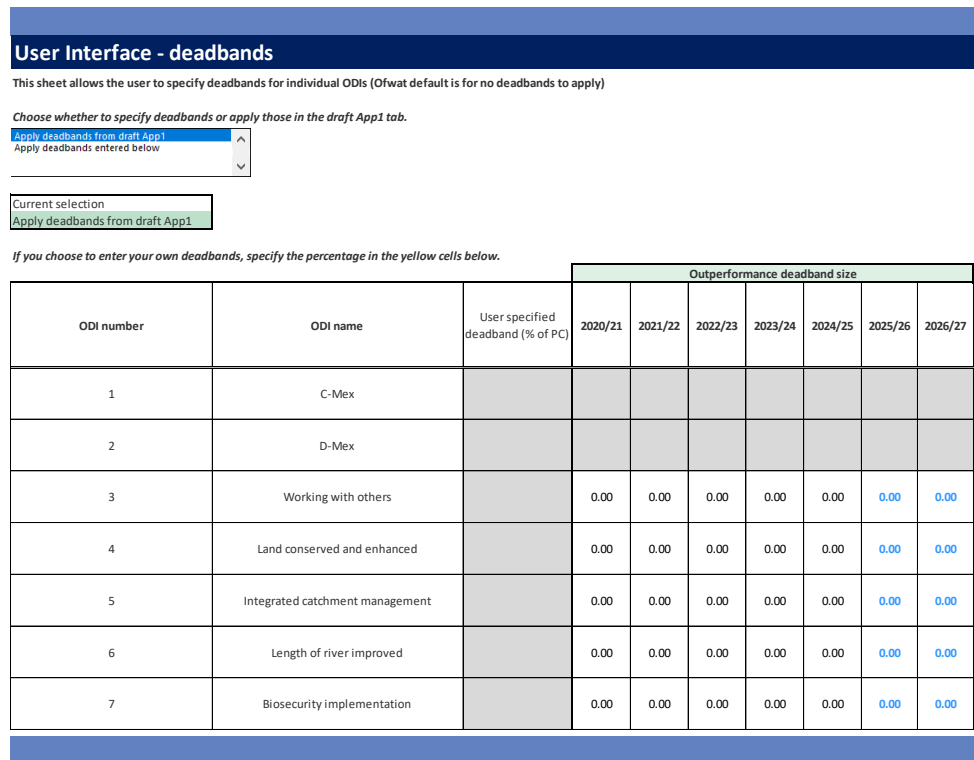 User Interface - deadbands
This sheet allows the user to specify deadbands for individual ODIs (Ofwat default is for no deadbands to apply)
Choose whether to specify deadbands or apply those in the draft App1 tab.
Apply deadbands from draft App1
Apply deadbands entered below
Current selection
Apply deadbands from draft App1
If you choose to enter your own deadbands, specify the percentage in the yellow cells below.
Outperformance deadband size
ODI number ODI name User specified deadband (% of PC) 2020/21 2021/22 2022/23 2023/24 2024/25 2025/26 2026/27
1 C-Mex
2 D-Mex
3 Working with others 0.00 0.00 0.00 0.00 0.00 0.00 0.00
4 Land conserved and enhanced 0.00 0.00 0.00 0.00 0.00 0.00 0.00
5 Integrated catchment management 0.00 0.00 0.00 0.00 0.00 0.00 0.00
6 Length of river improved 0.00 0.00 0.00 0.00 0.00 0.00 0.00
7 Biosecurity implementation 0.00 0.00 0.00 0.00 0.00 0.00 0.00